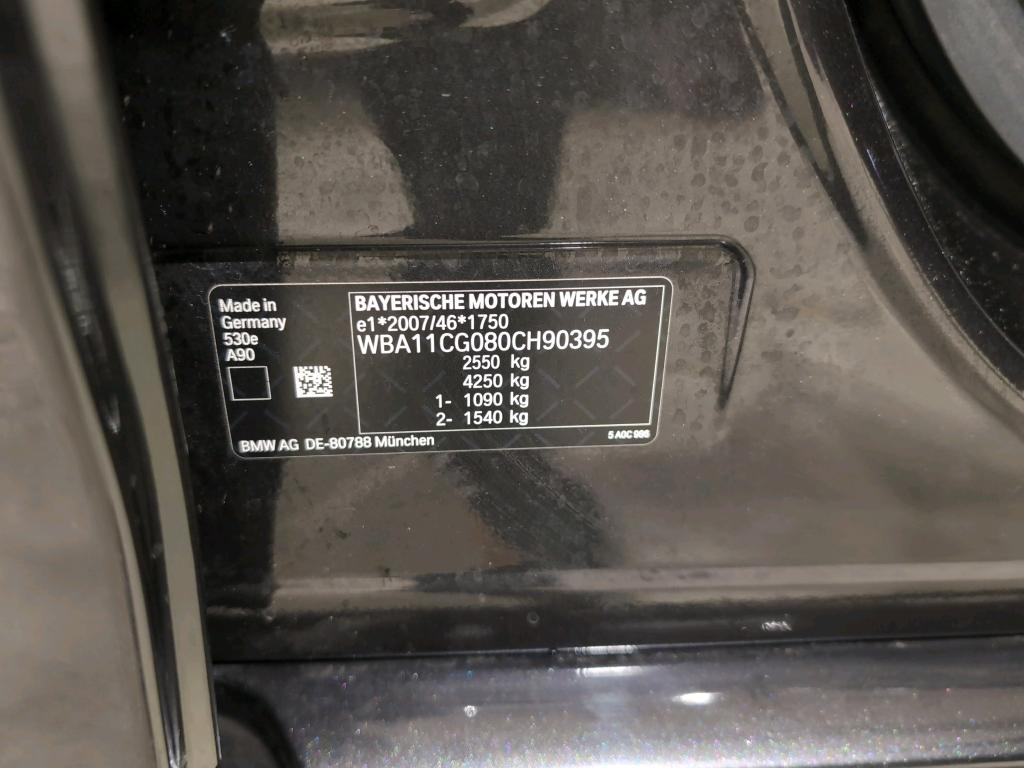 Made in
Germany
530e
A90
BAYERISCHE MOTOREN WERKE AG
e1*2007/46*1750
WBA11CG080CH90395
2550 kg
4250 kg
1- 1090 kg
2- 1540 kg
BMW AG DE-80788 München
5 A0C 996